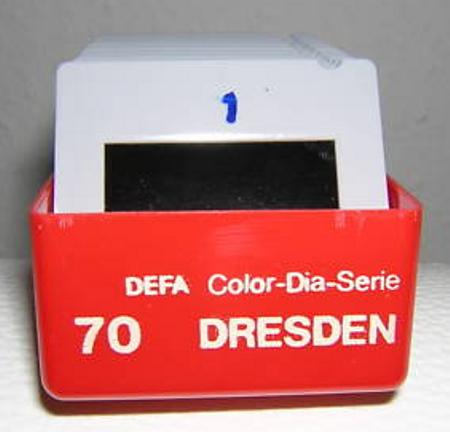 1
DEFA Color-Dia-Serie
70 DRESDEN